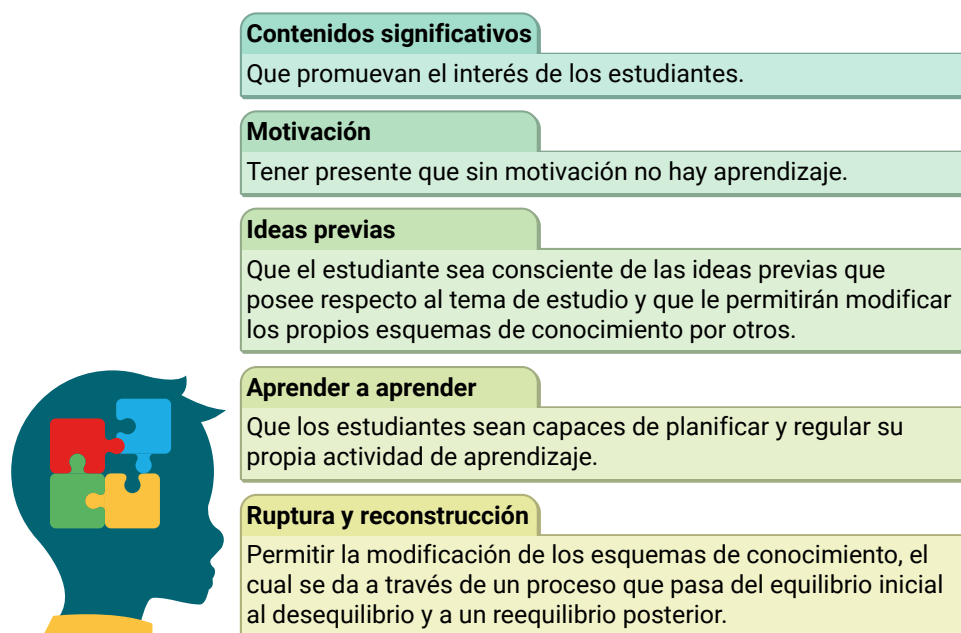 Contenidos significativos
Que promuevan el interés de los estudiantes.
Motivación
Tener presente que sin motivación no hay aprendizaje.
Ideas previas
Que el estudiante sea consciente de las ideas previas que
posee respecto al tema de estudio y que le permitirán modificar
los propios esquemas de conocimiento por otros.
Aprender a aprender
Que los estudiantes sean capaces de planificar y regular su
propia actividad de aprendizaje.
Ruptura y reconstrucción
Permitir la modificación de los esquemas de conocimiento, el
cual se da a través de un proceso que pasa del equilibrio inicial
al desequilibrio y a un reequilibrio posterior.